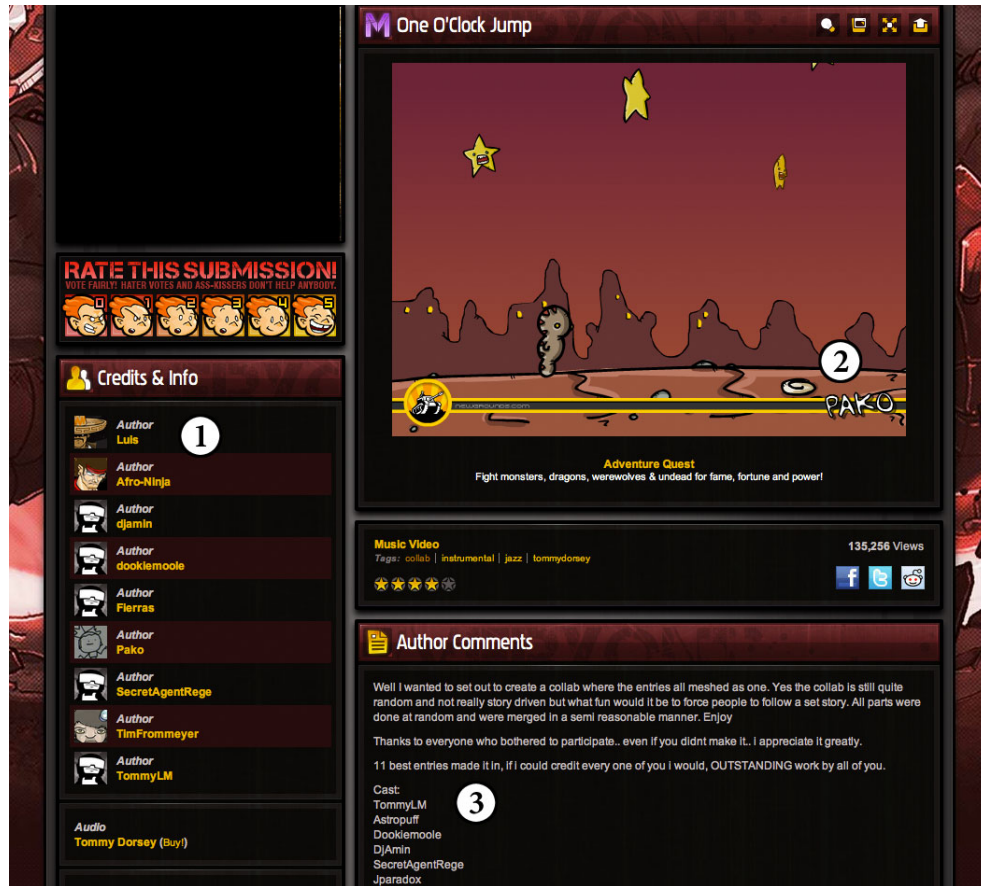 One O'Clock Jump
RATE THIS SUBMISSION!
VOTE FAIRLY! HATER VOTES AND ASS-KISSERS DON'T HELP ANYBODY.
0 1 2 3 4 5
Credits & Info
Author
Luis
1
Author
Afro-Ninja
Author
djamin
Author
dookiemoole
Author
Fierras
Author
Pako
Author
SecretAgentRege
Author
TimFrommeyer
Author
TommyLM
Audio
Tommy Dorsey (Buy!)
2
NEWGROUNDS.COM
PAKO
Adventure Quest
Fight monsters, dragons, werewolves & undead for fame, fortune and power!
Music Video
Tags: collab | instrumental | jazz | tommydorsey
135,256 Views
Author Comments
Well I wanted to set out to create a collab where the entries all meshed as one. Yes the collab is still quite
random and not really story driven but what fun would it be to force people to follow a set story. All parts were
done at random and were merged in a semi reasonable manner. Enjoy
Thanks to everyone who bothered to participate.. even if you didnt make it.. i appreciate it greatly.
11 best entries made it in, if i could credit every one of you i would, OUTSTANDING work by all of you.
Cast:
TommyLM
3
Astropuff
Dookiemoole
DjAmin
SecretAgentRege
Jparadox